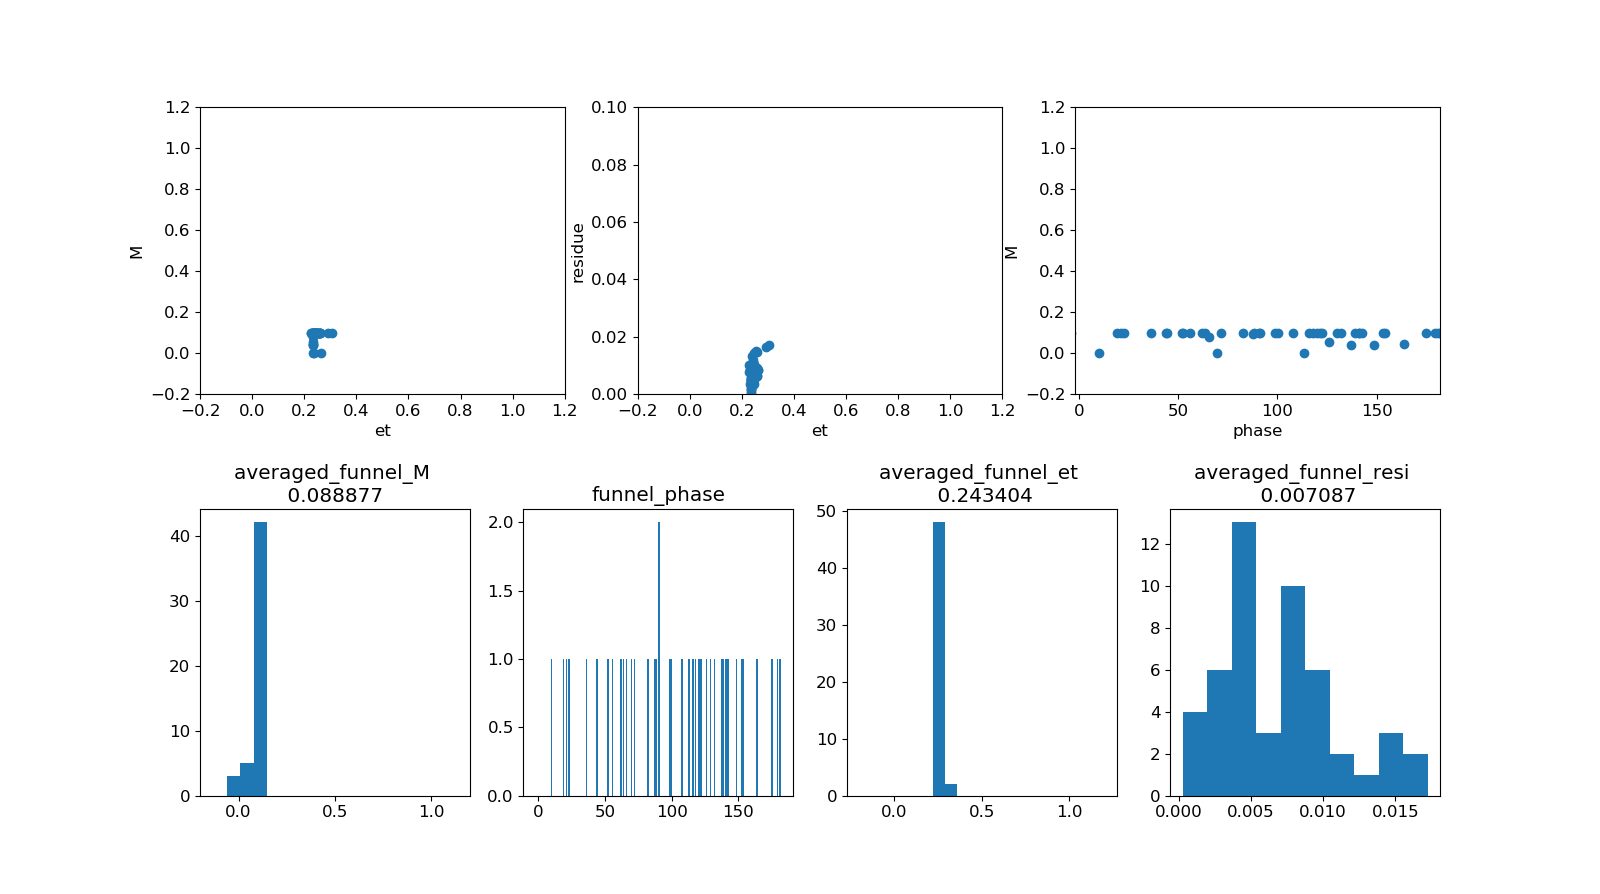 1.2
1.0
0.8
0.6
0.4
0.2
0.0
−0.2
M
−0.2 0.0 0.2 0.4 0.6 0.8 1.0 1.2
et
0.10
0.08
0.06
0.04
0.02
0.00
residue
−0.2 0.0 0.2 0.4 0.6 0.8 1.0 1.2
et
1.2
1.0
0.8
0.6
0.4
0.2
0.0
−0.2
M
0 50 100 150
phase
averaged_funnel_M
0.088877
40
30
20
10
0
0.0 0.5 1.0
funnel_phase
2.0
1.5
1.0
0.5
0.0
0 50 100 150
averaged_funnel_et
0.243404
50
40
30
20
10
0
0.0 0.5 1.0
averaged_funnel_resi
0.007087
12
10
8
6
4
2
0
0.000 0.005 0.010 0.015